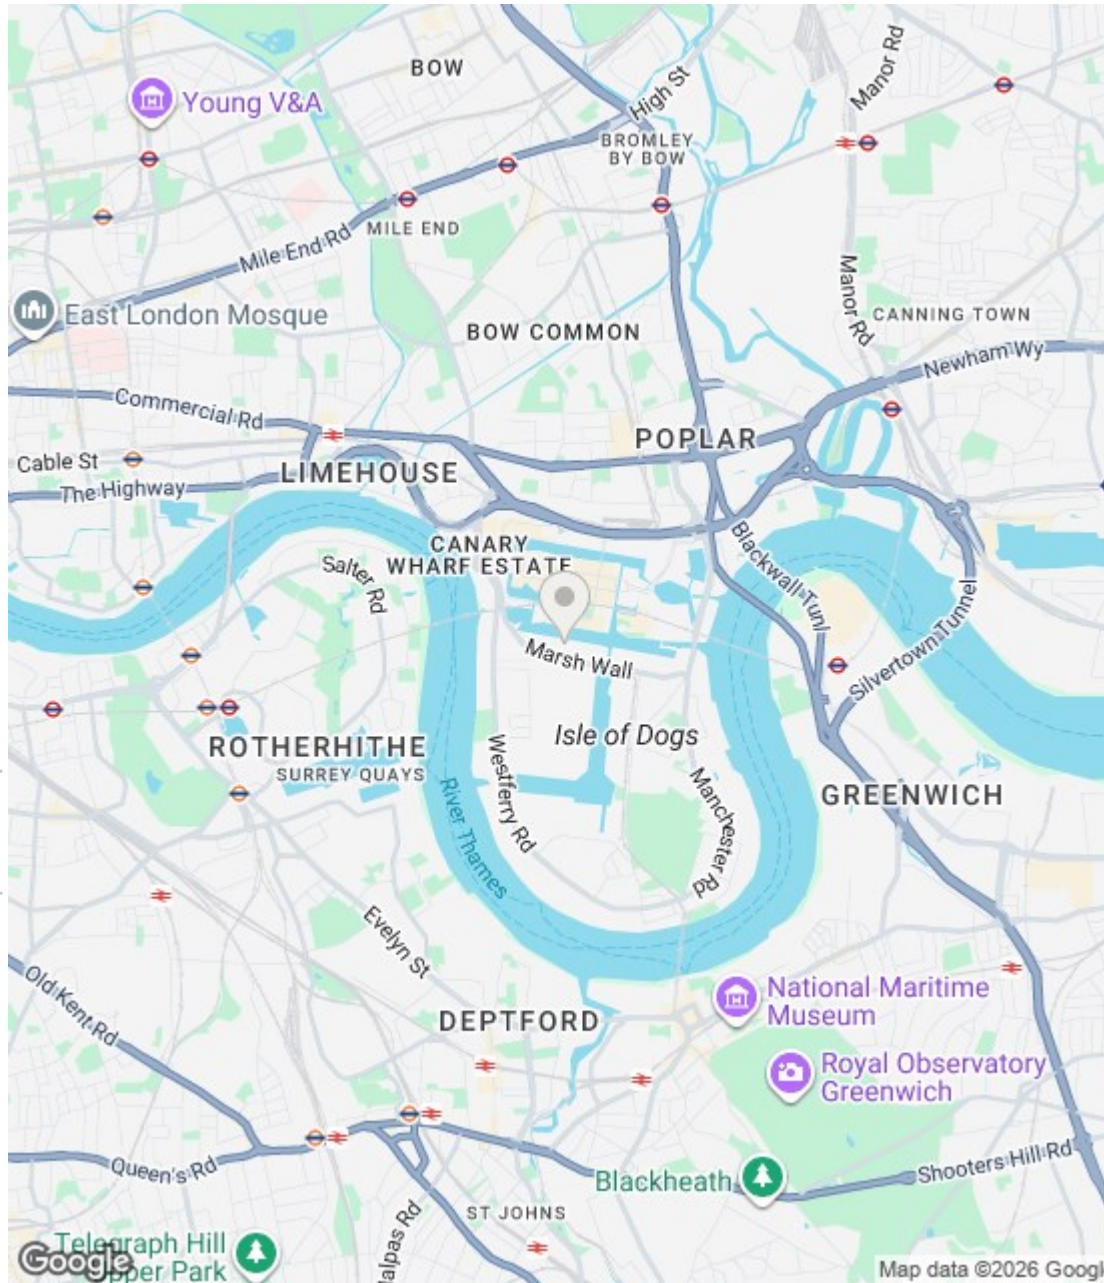 BOW
Young V&A
High St
Manor Rd
BROMLEY
BY BOW
MILE END
Mile End Rd
Manor Rd
East London Mosque
BOW COMMON
CANNING TOWN
Newham Wy
Commercial Rd
POPLAR
Cable St
LIMEHOUSE
The Highway
CANARY
WHARF ESTATE
Blackwall Tunl
Salter Rd
Silvertown Tunnel
Marsh Wall
Isle of Dogs
ROTHERHITHE
SURREY QUAYS
Westferry Rd
River Thames
Manchester Rd
GREENWICH
Evelyn St
Old Kent Rd
DEPTFORD
National Maritime
Museum
Royal Observatory
Greenwich
Queen's Rd
Blackheath
Shooters Hill Rd
ST JOHNS
alpas Rd
Telegraph Hill
Upper Park
Google
Map data ©2026 Googl